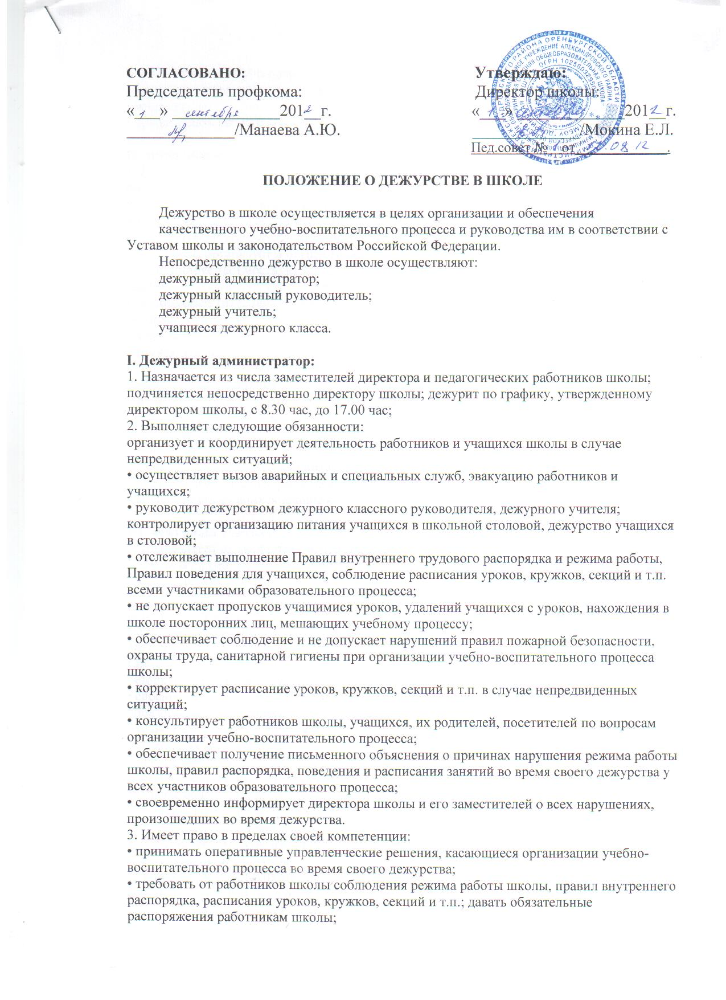 СОГЛАСОВАНО:
Председатель профкома:
«1» сентября 2012 г.
/Манаева А.Ю.
Утверждаю:
Директор школы:
«1» сентября 2012 г.
/Мокина Е.Л.
Пед.совет № 1 от .08 12.
ПОЛОЖЕНИЕ О ДЕЖУРСТВЕ В ШКОЛЕ
Дежурство в школе осуществляется в целях организации и обеспечения
качественного учебно-воспитательного процесса и руководства им в соответствии с
Уставом школы и законодательством Российской Федерации.
Непосредственно дежурство в школе осуществляют:
дежурный администратор;
дежурный классный руководитель;
дежурный учитель;
учащиеся дежурного класса.
I. Дежурный администратор:
1. Назначается из числа заместителей директора и педагогических работников школы;
подчиняется непосредственно директору школы; дежурит по графику, утвержденному
директором школы, с 8.30 час, до 17.00 час;
2. Выполняет следующие обязанности:
организует и координирует деятельность работников и учащихся школы в случае
непредвиденных ситуаций;
• осуществляет вызов аварийных и специальных служб, эвакуацию работников и
учащихся;
• руководит дежурством дежурного классного руководителя, дежурного учителя;
контролирует организацию питания учащихся в школьной столовой, дежурство учащихся
в столовой;
• отслеживает выполнение Правил внутреннего трудового распорядка и режима работы,
Правил поведения для учащихся, соблюдение расписания уроков, кружков, секций и т.п.
всеми участниками образовательного процесса;
• не допускает пропусков учащимися уроков, удалений учащихся с уроков, нахождения в
школе посторонних лиц, мешающих учебному процессу;
• обеспечивает соблюдение и не допускает нарушений правил пожарной безопасности,
охраны труда, санитарной гигиены при организации учебно-воспитательного процесса
школы;
• корректирует расписание уроков, кружков, секций и т.п. в случае непредвиденных
ситуаций;
• консультирует работников школы, учащихся, их родителей, посетителей по вопросам
организации учебно-воспитательного процесса;
• обеспечивает получение письменного объяснения о причинах нарушения режима работы
школы, правил распорядка, поведения и расписания занятий во время своего дежурства у
всех участников образовательного процесса;
• своевременно информирует директора школы и его заместителей о всех нарушениях,
произошедших во время дежурства.
3. Имеет право в пределах своей компетенции:
• принимать оперативные управленческие решения, касающиеся организации учебно-
воспитательного процесса во время своего дежурства;
• требовать от работников школы соблюдения режима работы школы, правил внутреннего
распорядка, расписания уроков, кружков, секций и т.п.; давать обязательные
распоряжения работникам школы;